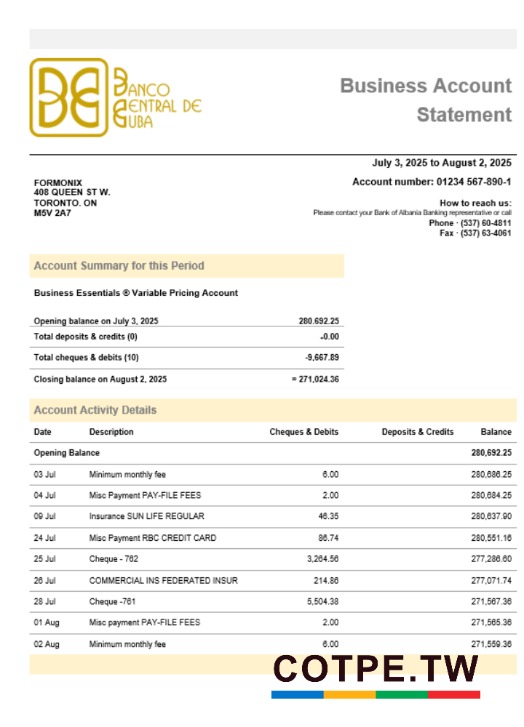 BANCO
CENTRAL DE
CUBA
Business Account
Statement
July 3, 2025 to August 2, 2025
Account number: 01234 567-890-1
FORMONIX
408 QUEEN ST W.
TORONTO. ON
M5V 2A7
How to reach us:
Please contact your Bank of Albania Banking representative or call
Phone · (537) 60-4811
Fax · (537) 63-4061
Account Summary for this Period
Business Essentials ® Variable Pricing Account
Opening balance on July 3, 2025 280.692.25
Total deposits & credits (0) -0.00
Total cheques & debits (10) -9,667.89
Closing balance on August 2, 2025 = 271,024.36
Account Activity Details
Date Description Cheques & Debits Deposits & Credits Balance
Opening Balance 280,692.25
03 Jul Minimum monthly fee 6.00 280,686.25
04 Jul Misc Payment PAY-FILE FEES 2.00 280,684.25
09 Jul Insurance SUN LIFE REGULAR 46.35 280,637.90
24 Jul Misc Payment RBC CREDIT CARD 86.74 280,551.16
25 Jul Cheque - 762 3,264.56 277,286.60
26 Jul COMMERCIAL INS FEDERATED INSUR 214.86 277,071.74
28 Jul Cheque -761 5,504.38 271,567.36
01 Aug Misc payment PAY-FILE FEES 2.00 271,565.36
02 Aug Minimum monthly fee 6.00 271,559.36
COTPE.TW